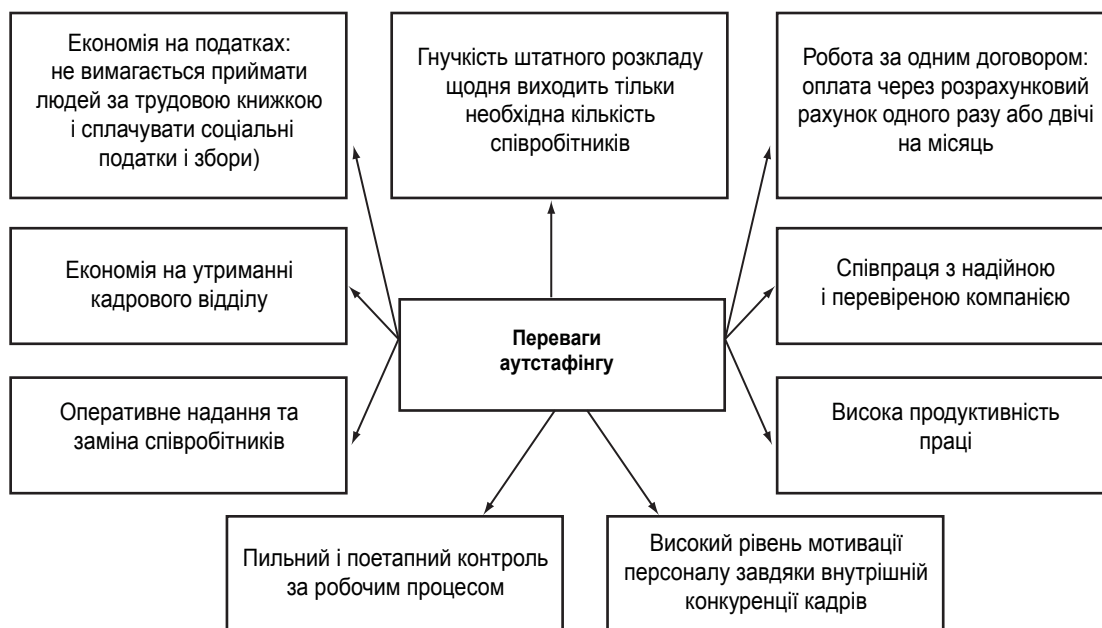 Економія на податках:
не вимагається приймати
людей за трудовою книжкою
і сплачувати соціальні
податки і збори)
Гнучкість штатного розкладу
щодня виходить тільки
необхідна кількість
співробітників
Робота за одним договором:
оплата через розрахунковий
рахунок одного разу або двічі
на місяць
Економія на утриманні
кадрового відділу
Співпраця з надійною
і перевіреною компанією
Переваги
аутстафінгу
Оперативне надання та
заміна співробітників
Висока продуктивність
праці
Пильний і поетапний контроль
за робочим процесом
Високий рівень мотивації
персоналу завдяки внутрішній
конкуренції кадрів